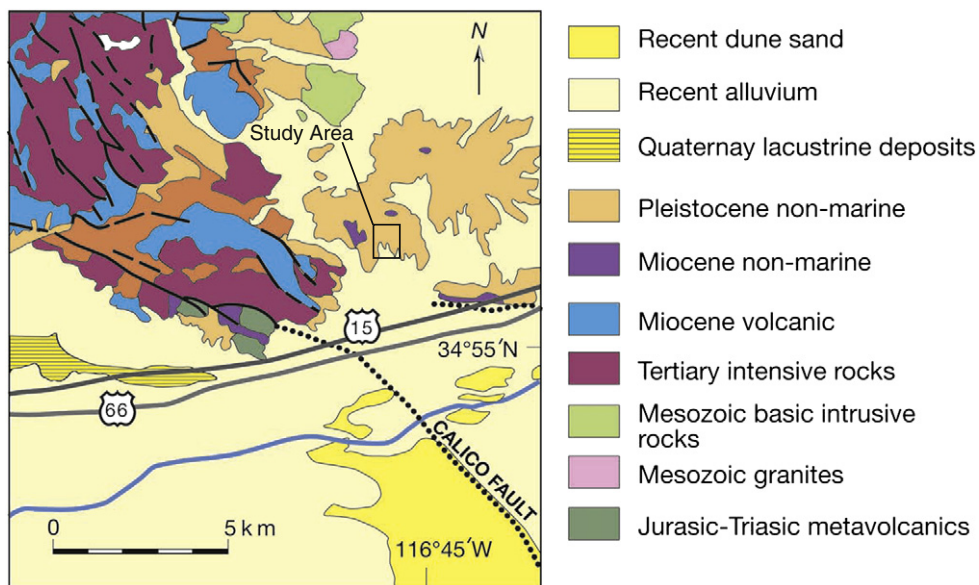 N
Study Area
15
34°55′N
66
CALICO FAULT
0 5 km
116°45′W
Recent dune sand
Recent alluvium
Quaternay lacustrine deposits
Pleistocene non-marine
Miocene non-marine
Miocene volcanic
Tertiary intensive rocks
Mesozoic basic intrusive
rocks
Mesozoic granites
Jurasic-Triasic metavolcanics